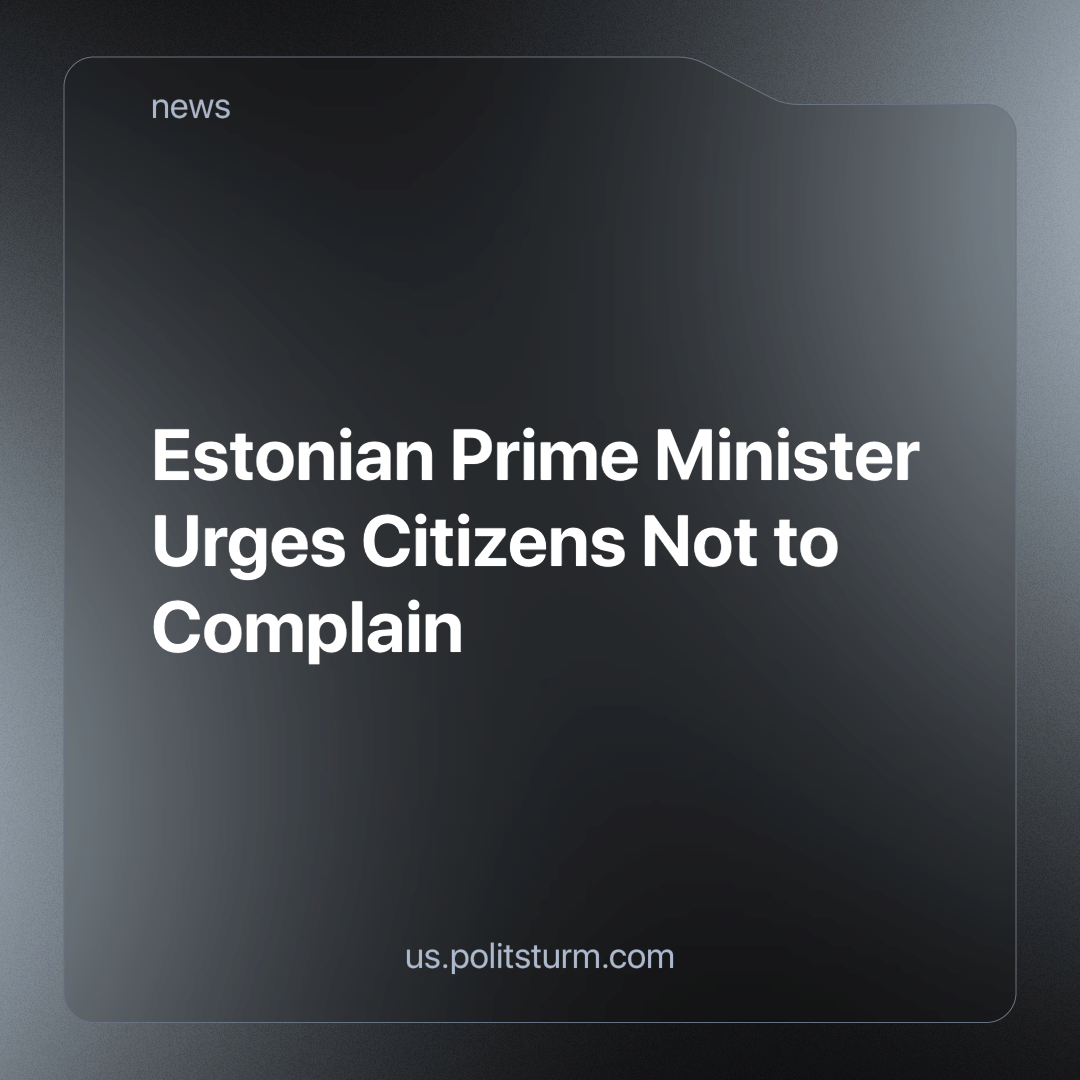 news
Estonian Prime Minister
Urges Citizens Not to
Complain
us.politsturm.com